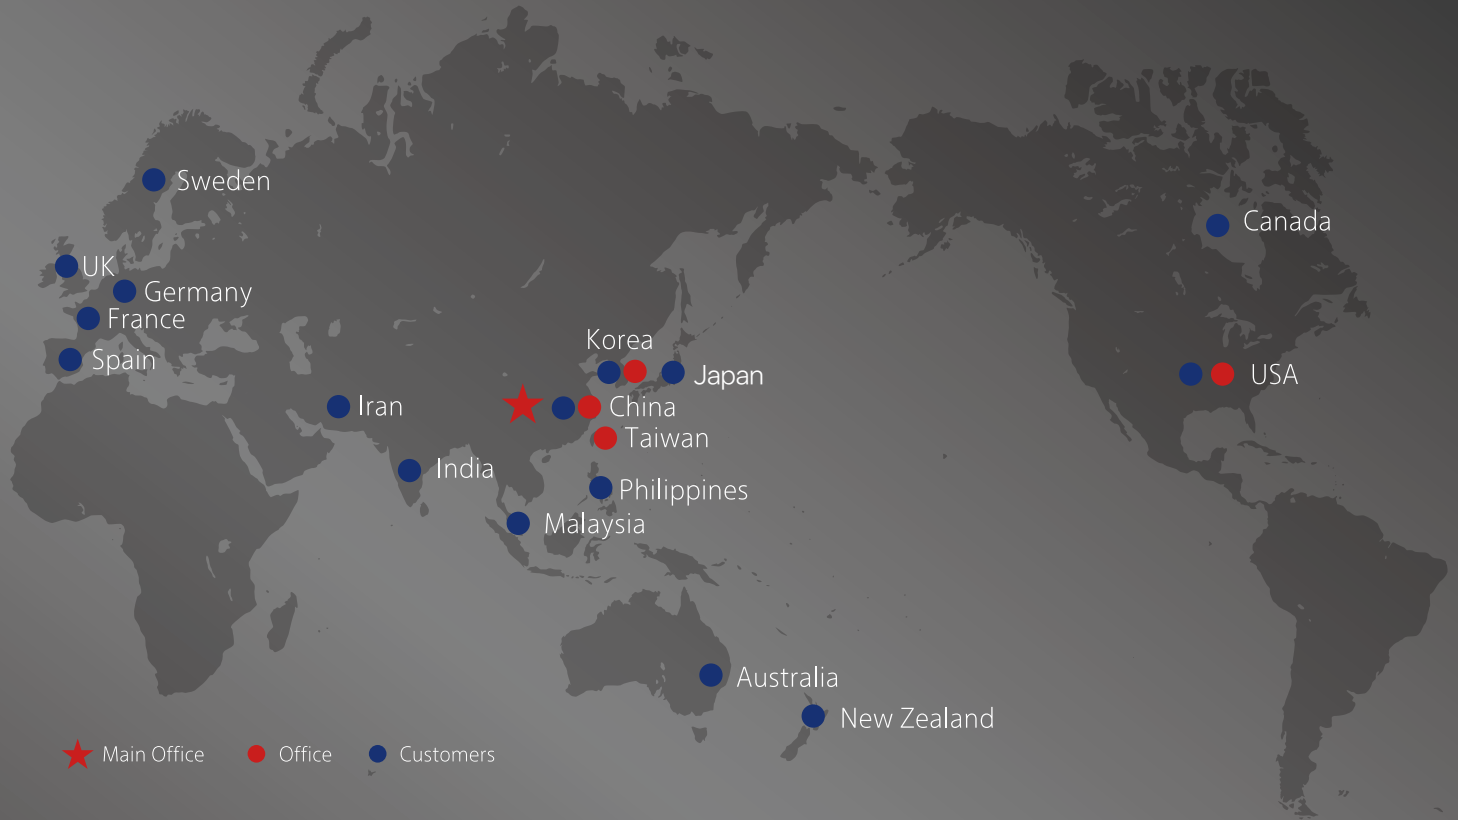 Sweden
Canada
UK
Germany
France
Korea
Spain
Japan
USA
Iran
China
Taiwan
India
Philippines
Malaysia
Australia
New Zealand
Main Office
Office
Customers